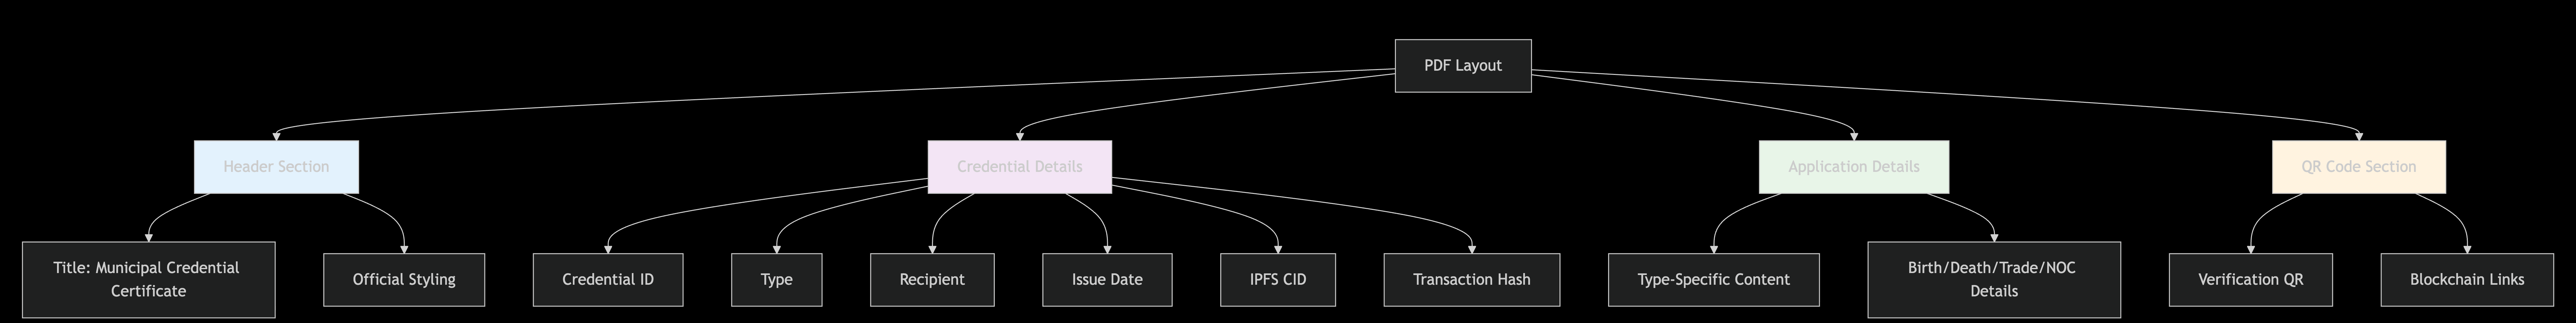 PDF Layout
Header Section
Credential Details
Application Details
QR Code Section
Title: Municipal Credential
Certificate
Official Styling
Credential ID
Type
Recipient
Issue Date
IPFS CID
Transaction Hash
Type-Specific Content
Birth/Death/Trade/NOC
Details
Verification QR
Blockchain Links